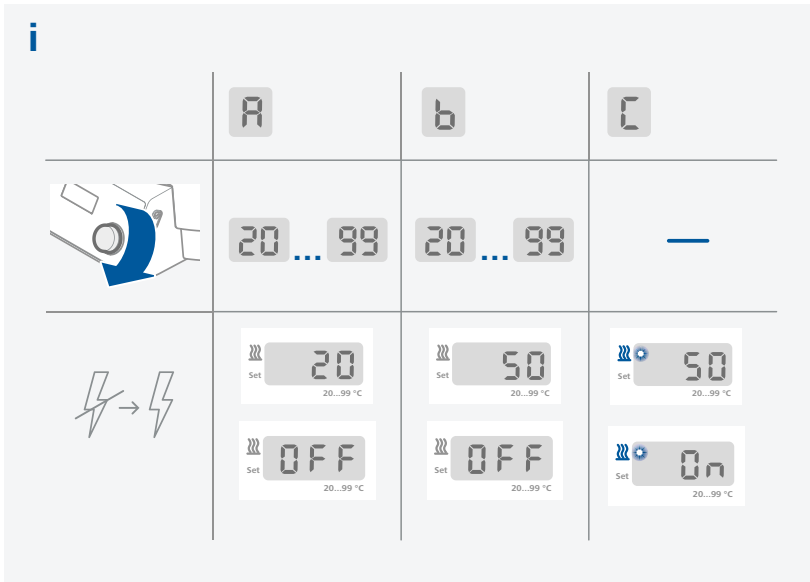 i
A b C
20 ... 99 20 ... 99 —
20 50 50
Set Set Set
20...99 °C 20...99 °C 20...99 °C
OFF OFF On
Set Set Set
20...99 °C 20...99 °C 20...99 °C